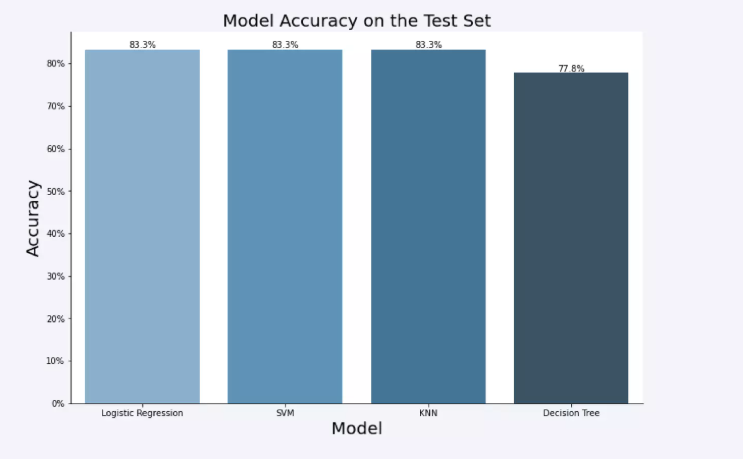 Model Accuracy on the Test Set
83.3% 83.3% 83.3% 77.8%
80%
70%
60%
50%
40%
30%
20%
10%
0%
Accuracy
Logistic Regression SVM KNN Decision Tree
Model